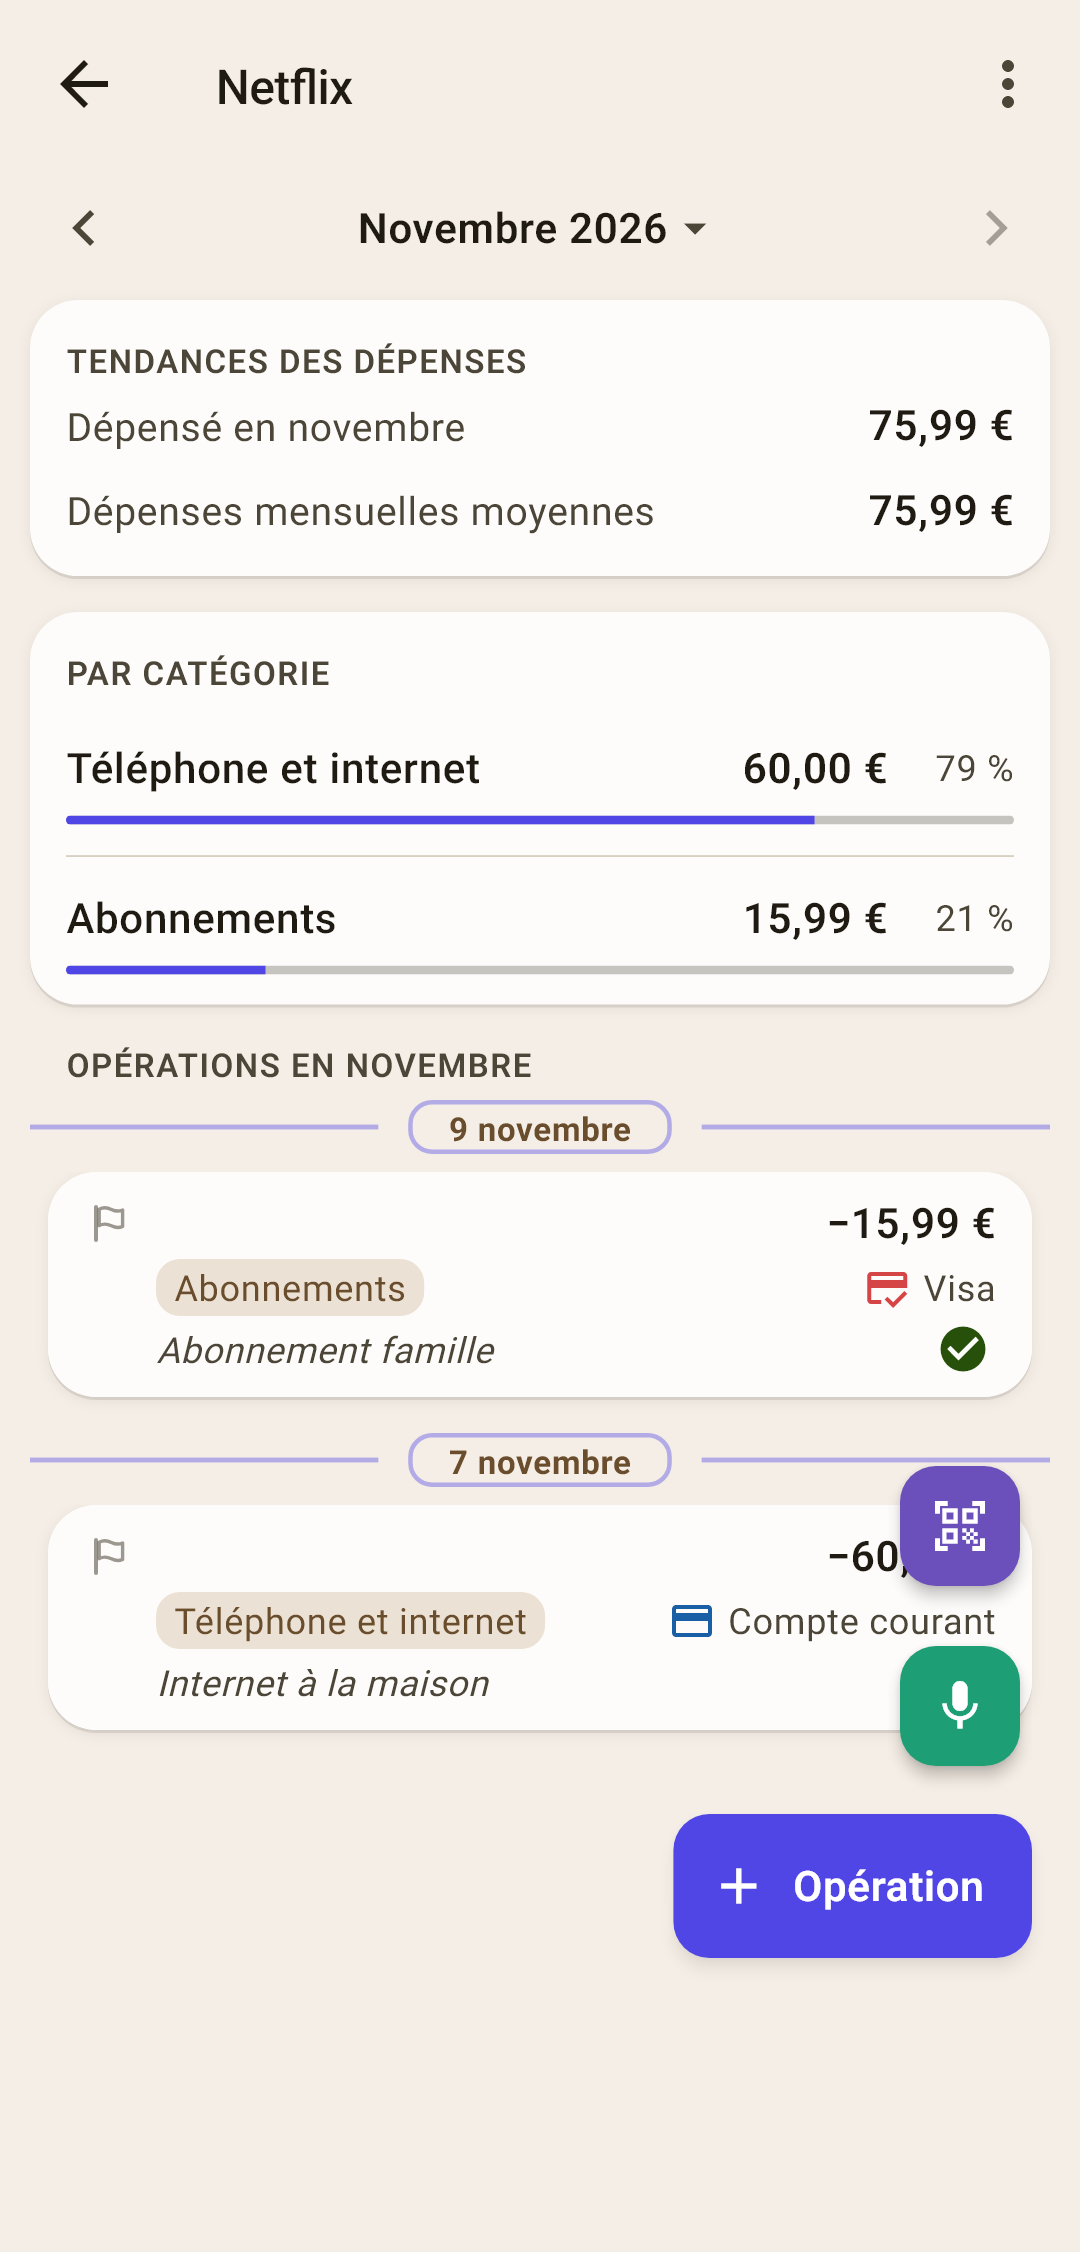 Netflix
Novembre 2026
TENDANCES DES DÉPENSES
Dépensé en novembre 75,99 €
Dépenses mensuelles moyennes 75,99 €
PAR CATÉGORIE
Téléphone et internet 60,00 € 79 %
Abonnements 15,99 € 21 %
OPÉRATIONS EN NOVEMBRE
9 novembre
−15,99 €
Abonnements Visa
Abonnement famille
7 novembre
−60,
Téléphone et internet Compte courant
Internet à la maison
+ Opération